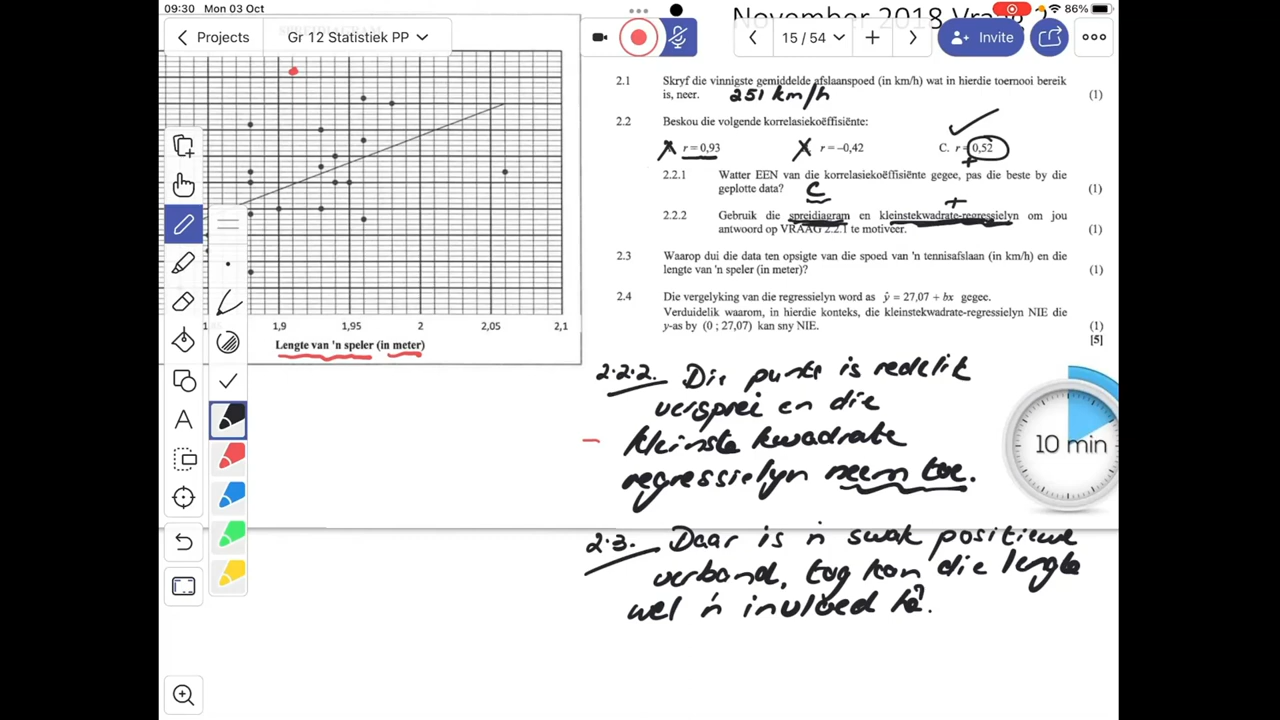 09:30 Mon 03 Oct
86%
November 2018 Vraag 2
Projects
Gr 12 Statistiek PP
15 / 54
Invite
2.1 Skryf die vinnigste gemiddelde afslaanspoed (in km/h) wat in hierdie toernooi bereik
is, neer. 251 km/h (1)
2.2 Beskou die volgende korrelasiekoëffisiënte:
r = 0,93 r = –0,42 C. r = 0,52
+
2.2.1 Watter EEN van die korrelasiekoëffisiënte gegee, pas die beste by die
geplotte data? C (1)
+
2.2.2 Gebruik die spreidiagram en kleinstekwadrate-regressielyn om jou
antwoord op VRAAG 2.2.1 te motiveer. (1)
2.3 Waarop dui die data ten opsigte van die spoed van 'n tennisafslaan (in km/h) en die
lengte van 'n speler (in meter)? (1)
2.4 Die vergelyking van die regressielyn word as ŷ = 27,07 + bx gegee.
Verduidelik waarom, in hierdie konteks, die kleinstekwadrate-regressielyn NIE die
y-as by (0 ; 27,07) kan sny NIE. (1)
[5]
1,9 1,95 2 2,05 2,1
Lengte van 'n speler (in meter)
2.2.2. Die punte is redelik
versprei en die
kleinste kwadrate
regressielyn neem toe.
10 min
2.3. Daar is 'n swak positiewe
verband, tog kan die lengte
wel 'n invloed hê.
A